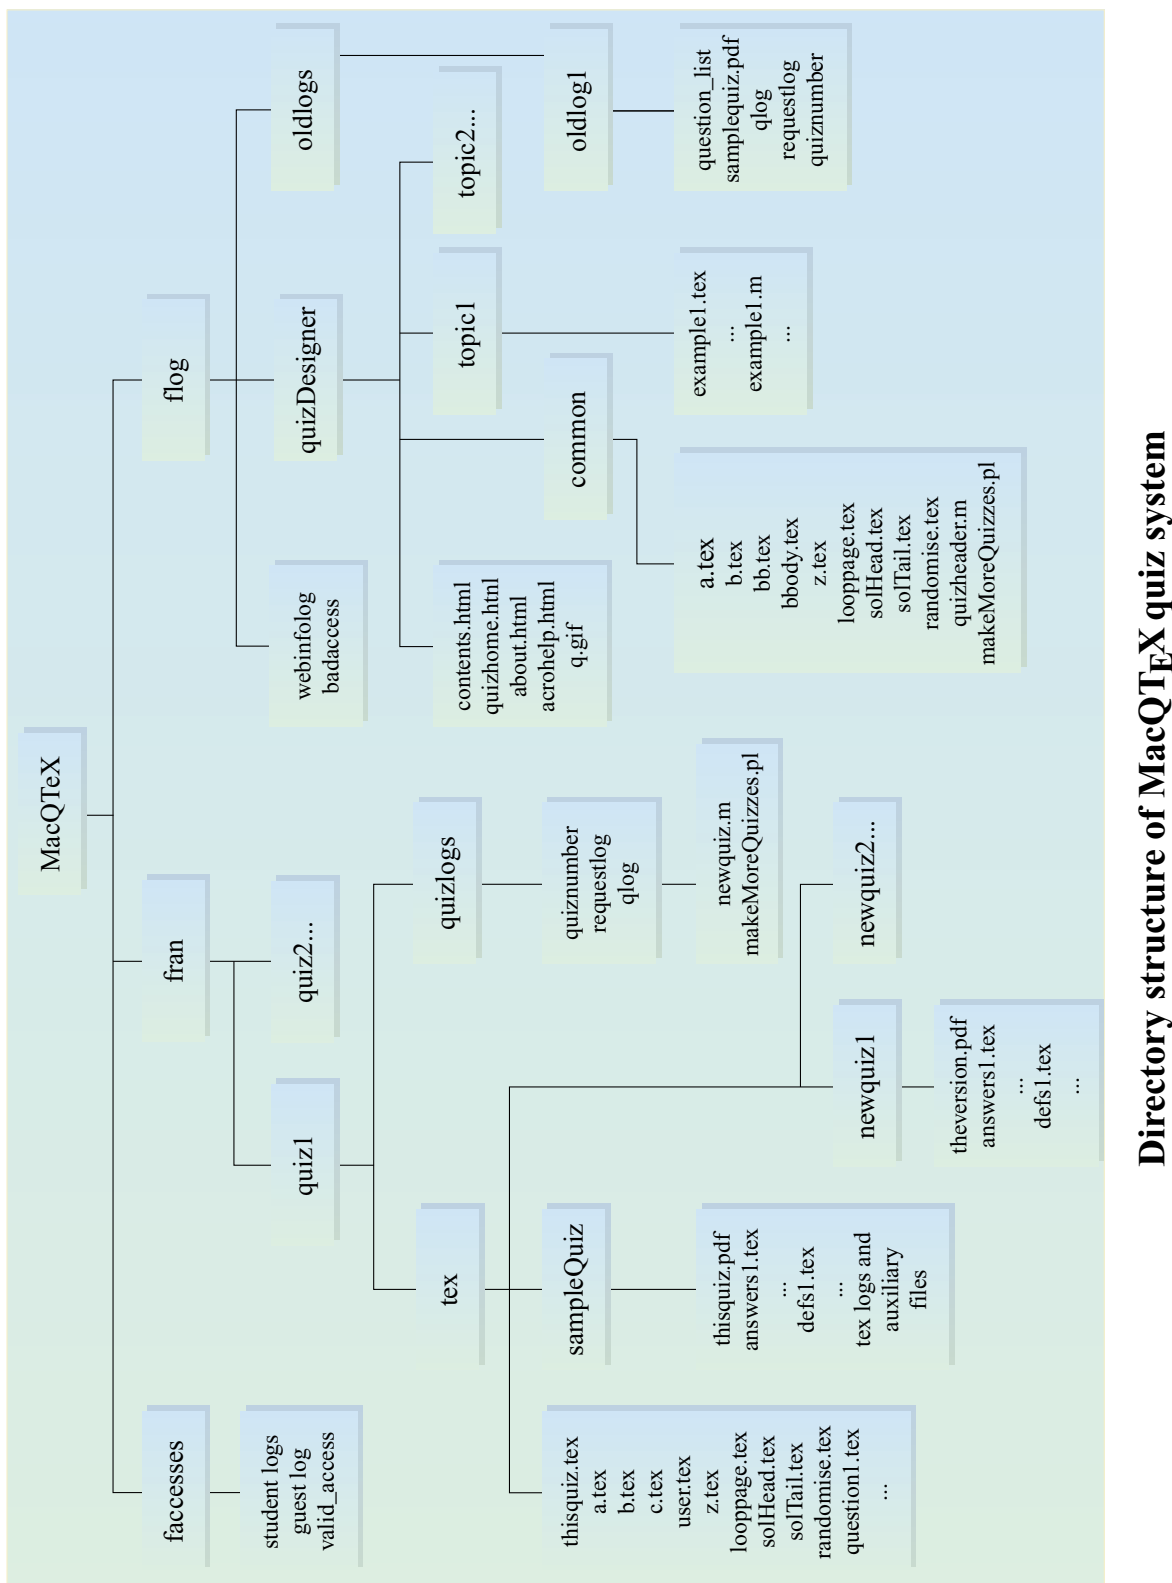 MacQTeX
faccesses
fran
flog
student logs
guest log
valid_access
quiz1
quiz2...
webinfolog
badaccess
quizDesigner
oldlogs
tex
quizlogs
contents.html
quizhome.htnl
about.html
acrohelp.html
q.gif
topic1
topic2...
thisquiz.tex
a.tex
b.tex
c.tex
user.tex
z.tex
looppage.tex
solHead.tex
solTail.tex
randomise.tex
question1.tex
...
sampleQuiz
quiznumber
requestlog
qlog
common
oldlog1
thisquiz.pdf
answers1.tex
...
defs1.tex
...
tex logs and
auxiliary
files
newquiz.m
makeMoreQuizzes.pl
a.tex
b.tex
bb.tex
bbody.tex
z.tex
looppage.tex
solHead.tex
solTail.tex
randomise.tex
quizheader.m
makeMoreQuizzes.pl
example1.tex
...
example1.m
...
question_list
samplequiz.pdf
qlog
requestlog
quiznumber
newquiz1
newquiz2...
theversion.pdf
answers1.tex
...
defs1.tex
...
Directory structure of MacQTEX quiz system